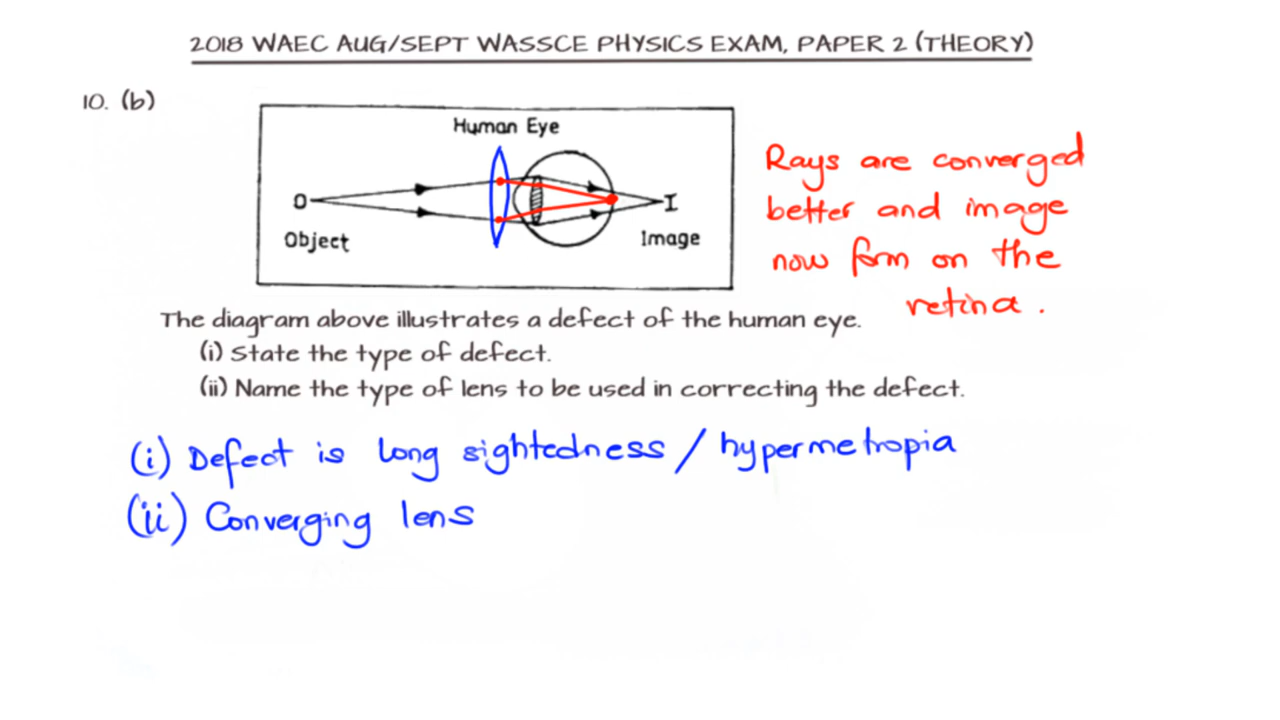 2018 WAEC AUG/SEPT WASSCE PHYSICS EXAM, PAPER 2 (THEORY)
10. (b)
Human Eye
O
I
Object
Image
Rays are converged
better and image
now form on the
retina.
The diagram above illustrates a defect of the human eye.
(i) State the type of defect.
(ii) Name the type of lens to be used in correcting the defect.
(i) Defect is long sightedness / hypermetropia
(ii) Converging lens